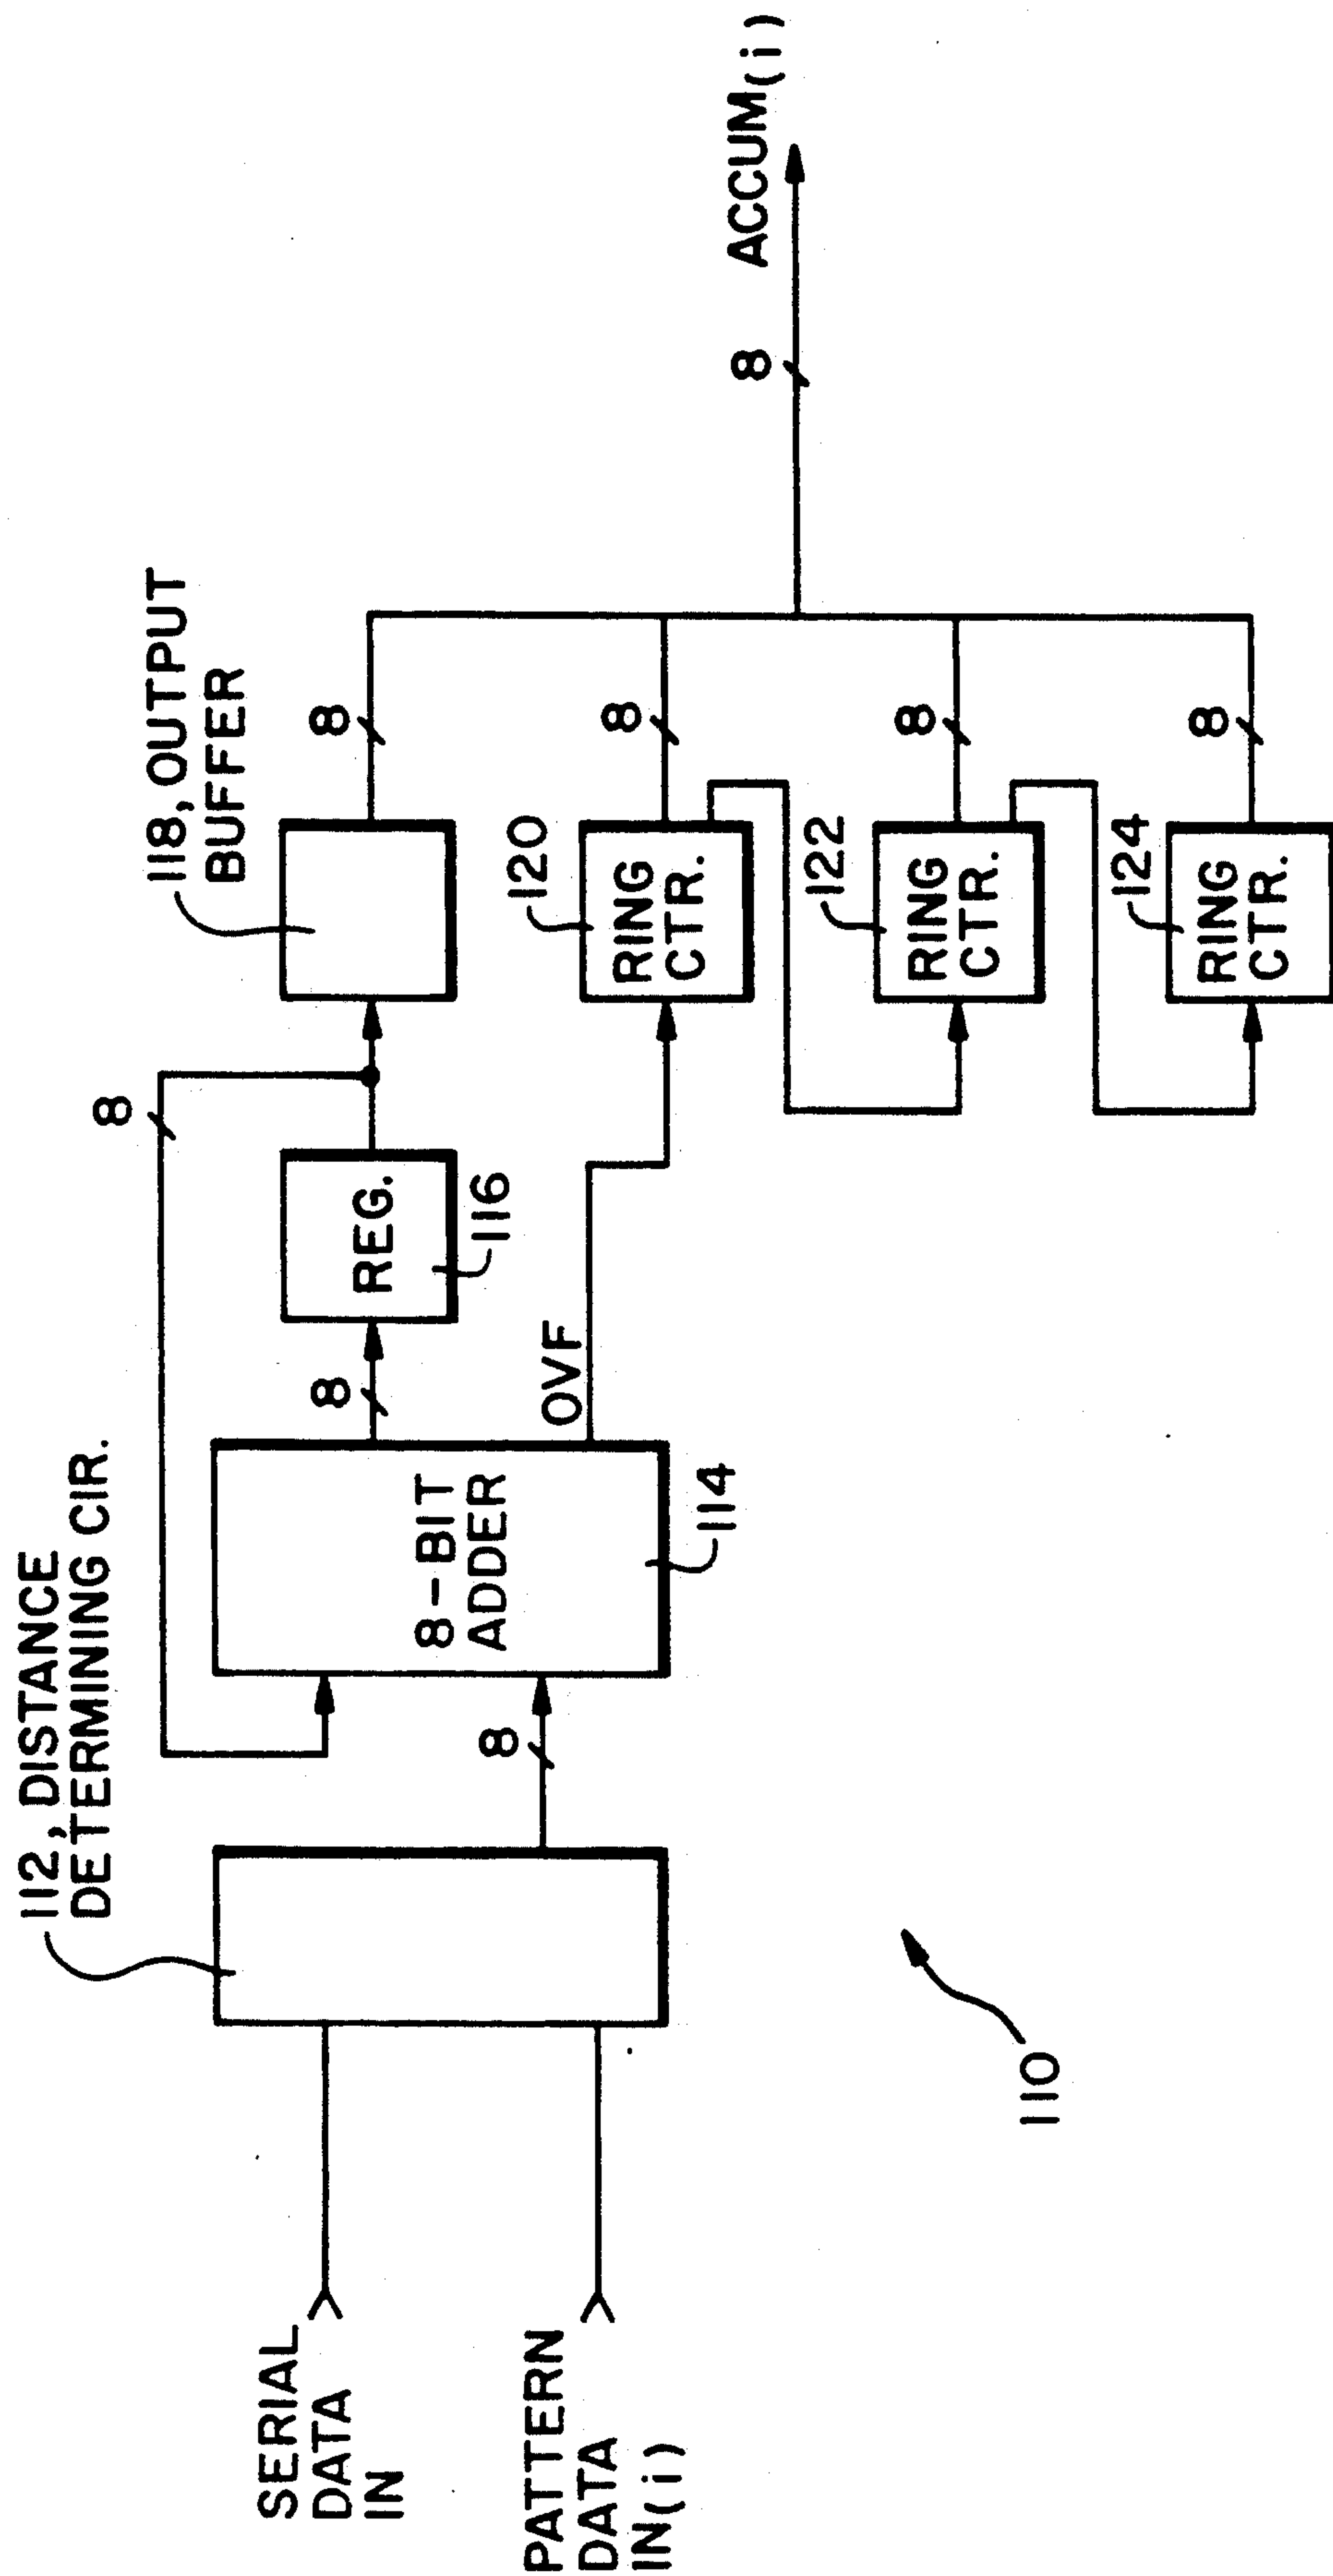 112, DISTANCE
DETERMINING CIR.
118, OUTPUT
BUFFER
SERIAL
DATA
IN
PATTERN
DATA
IN(i)
8
8-BIT
ADDER
114
8
8
OVF
REG.
116
8
120
RING
CTR.
8
122
RING
CTR.
8
124
RING
CTR.
8
8
ACCUM(i)
110